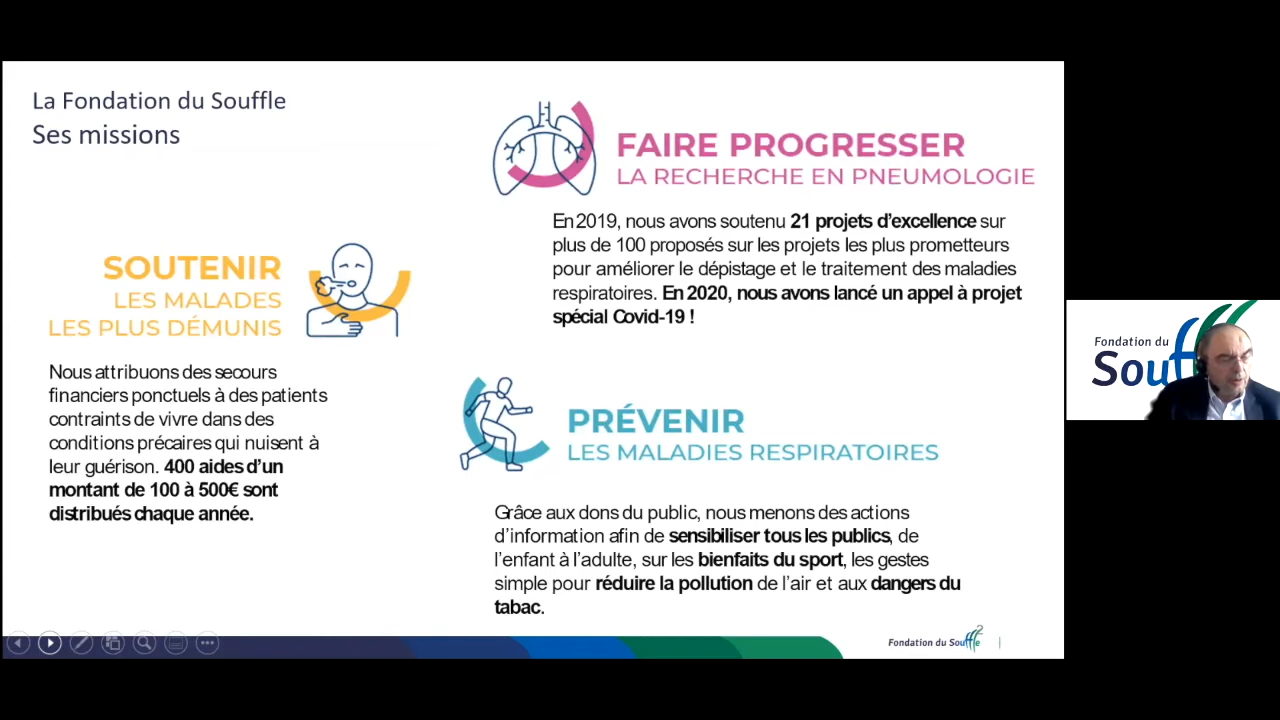 La Fondation du Souffle
Ses missions
FAIRE PROGRESSER
LA RECHERCHE EN PNEUMOLOGIE
En 2019, nous avons soutenu 21 projets d’excellence sur
plus de 100 proposés sur les projets les plus prometteurs
pour améliorer le dépistage et le traitement des maladies
respiratoires. En 2020, nous avons lancé un appel à projet
spécial Covid-19 !
SOUTENIR
LES MALADES
LES PLUS DÉMUNIS
Nous attribuons des secours
financiers ponctuels à des patients
contraints de vivre dans des
conditions précaires qui nuisent à
leur guérison. 400 aides d’un
montant de 100 à 500€ sont
distribués chaque année.
PRÉVENIR
LES MALADIES RESPIRATOIRES
Grâce aux dons du public, nous menons des actions
d’information afin de sensibiliser tous les publics, de
l’enfant à l’adulte, sur les bienfaits du sport, les gestes
simple pour réduire la pollution de l’air et aux dangers du
tabac.
Fondation du Souffle
Fondation du
Souff